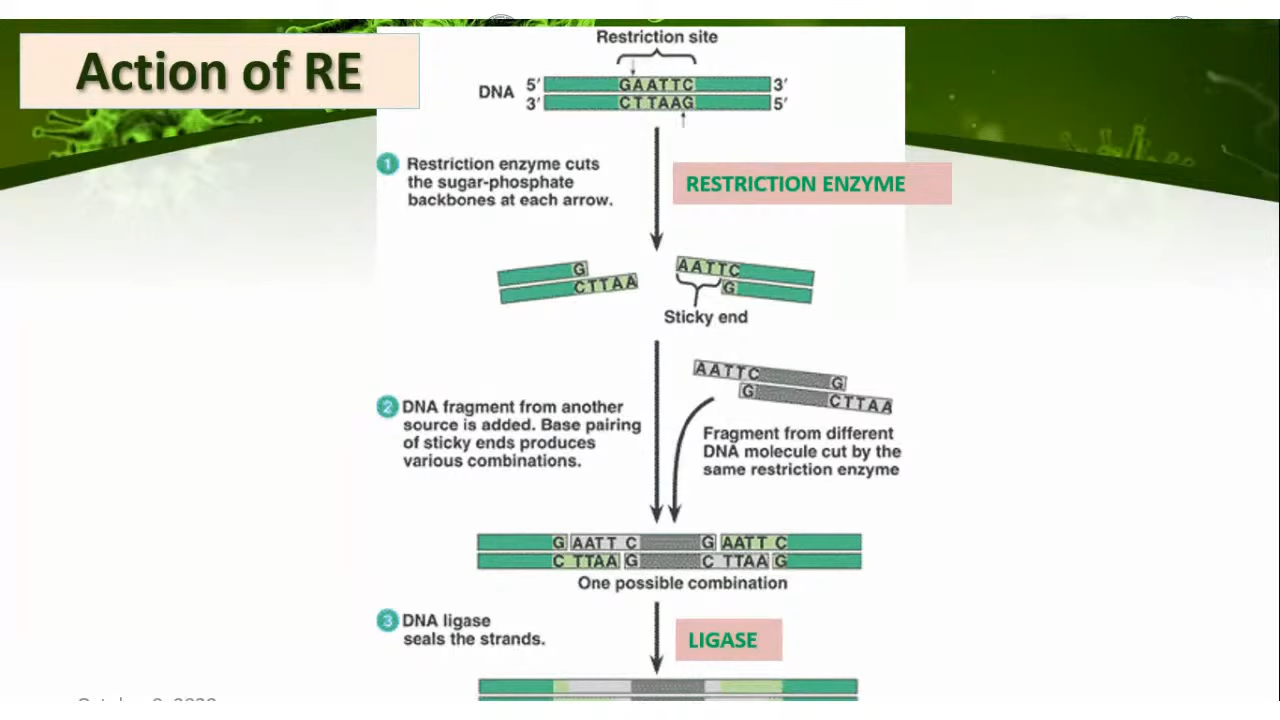 Action of RE
Restriction site
DNA
5′ GAATTC 3′
3′ CTTAAG 5′
1 Restriction enzyme cuts
the sugar-phosphate
backbones at each arrow.
RESTRICTION ENZYME
G AATTC
CTTAA G
Sticky end
AATTC G
G CTTAA
2 DNA fragment from another
source is added. Base pairing
of sticky ends produces
various combinations.
Fragment from different
DNA molecule cut by the
same restriction enzyme
G AATT C G AATT C
C TTAA G C TTAA G
One possible combination
3 DNA ligase
seals the strands.
LIGASE